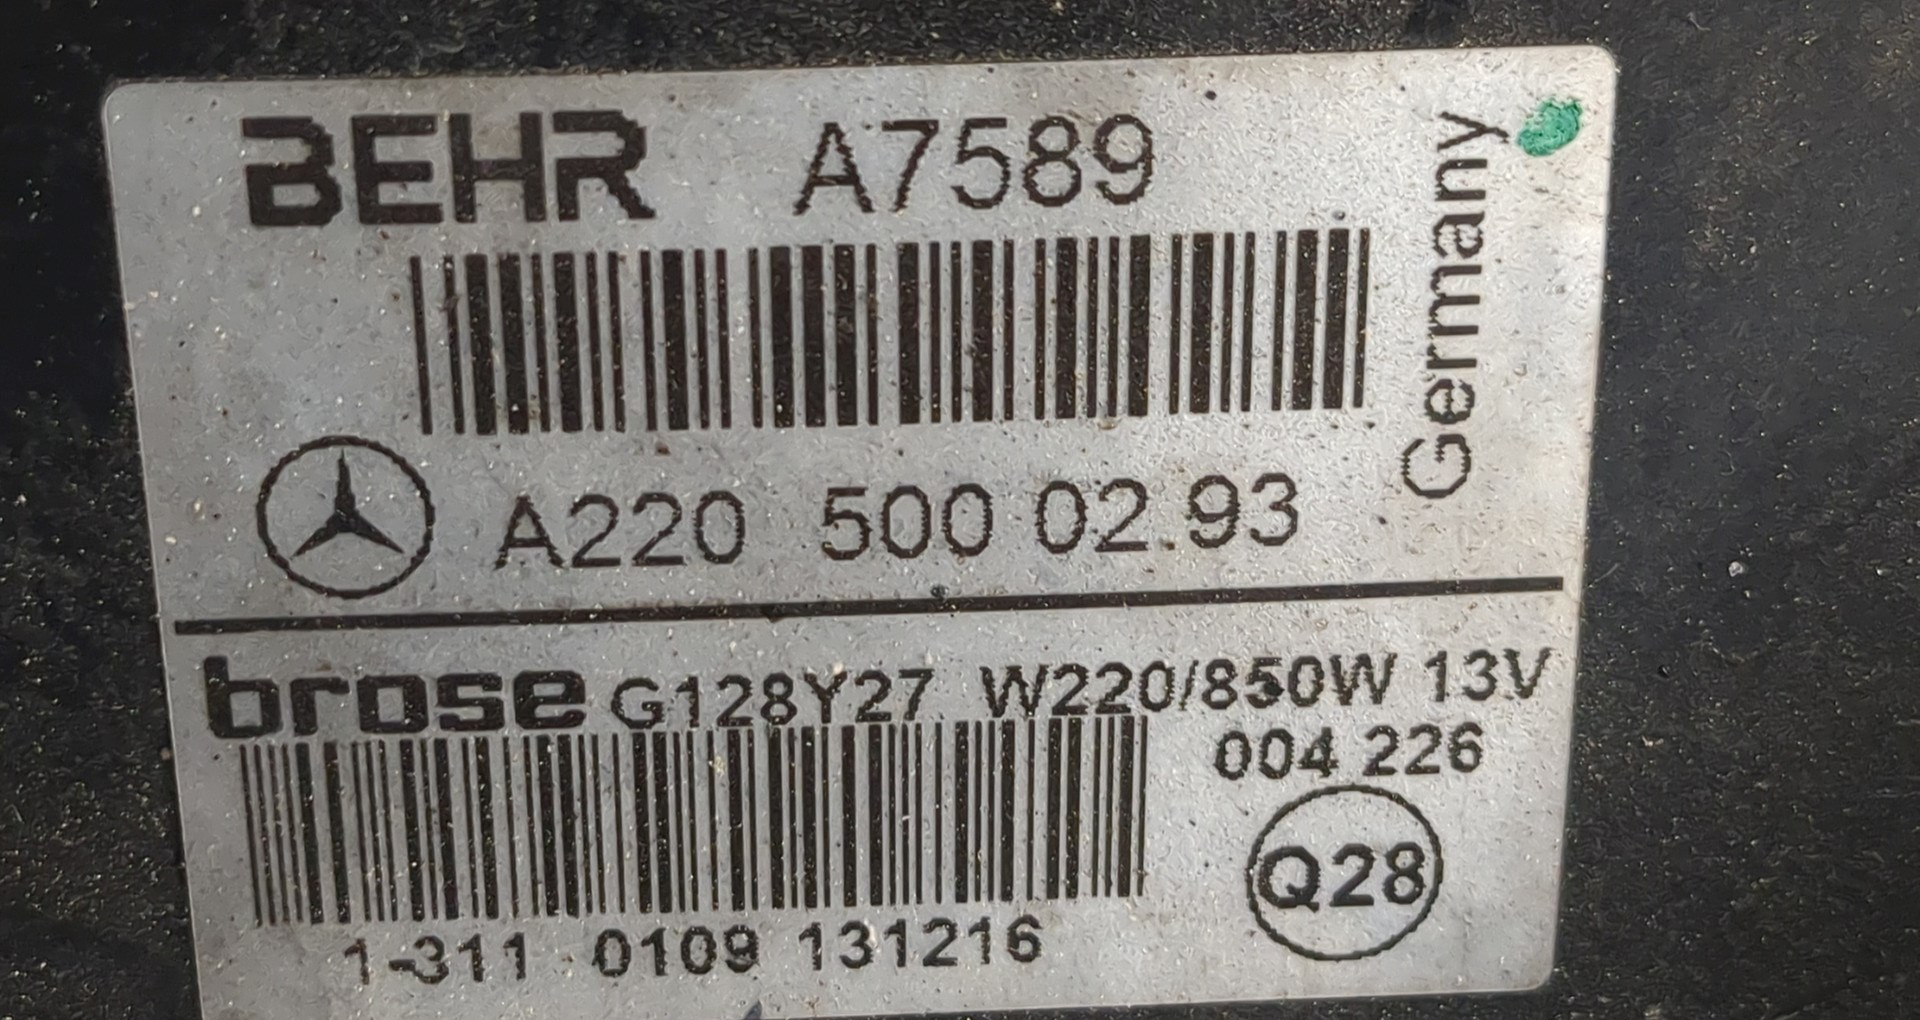 BEHR A7589
Germany
A220 500 02.93
brose G128Y27 W220/850W 13V
004 226
Q28
1-311 0109 131216